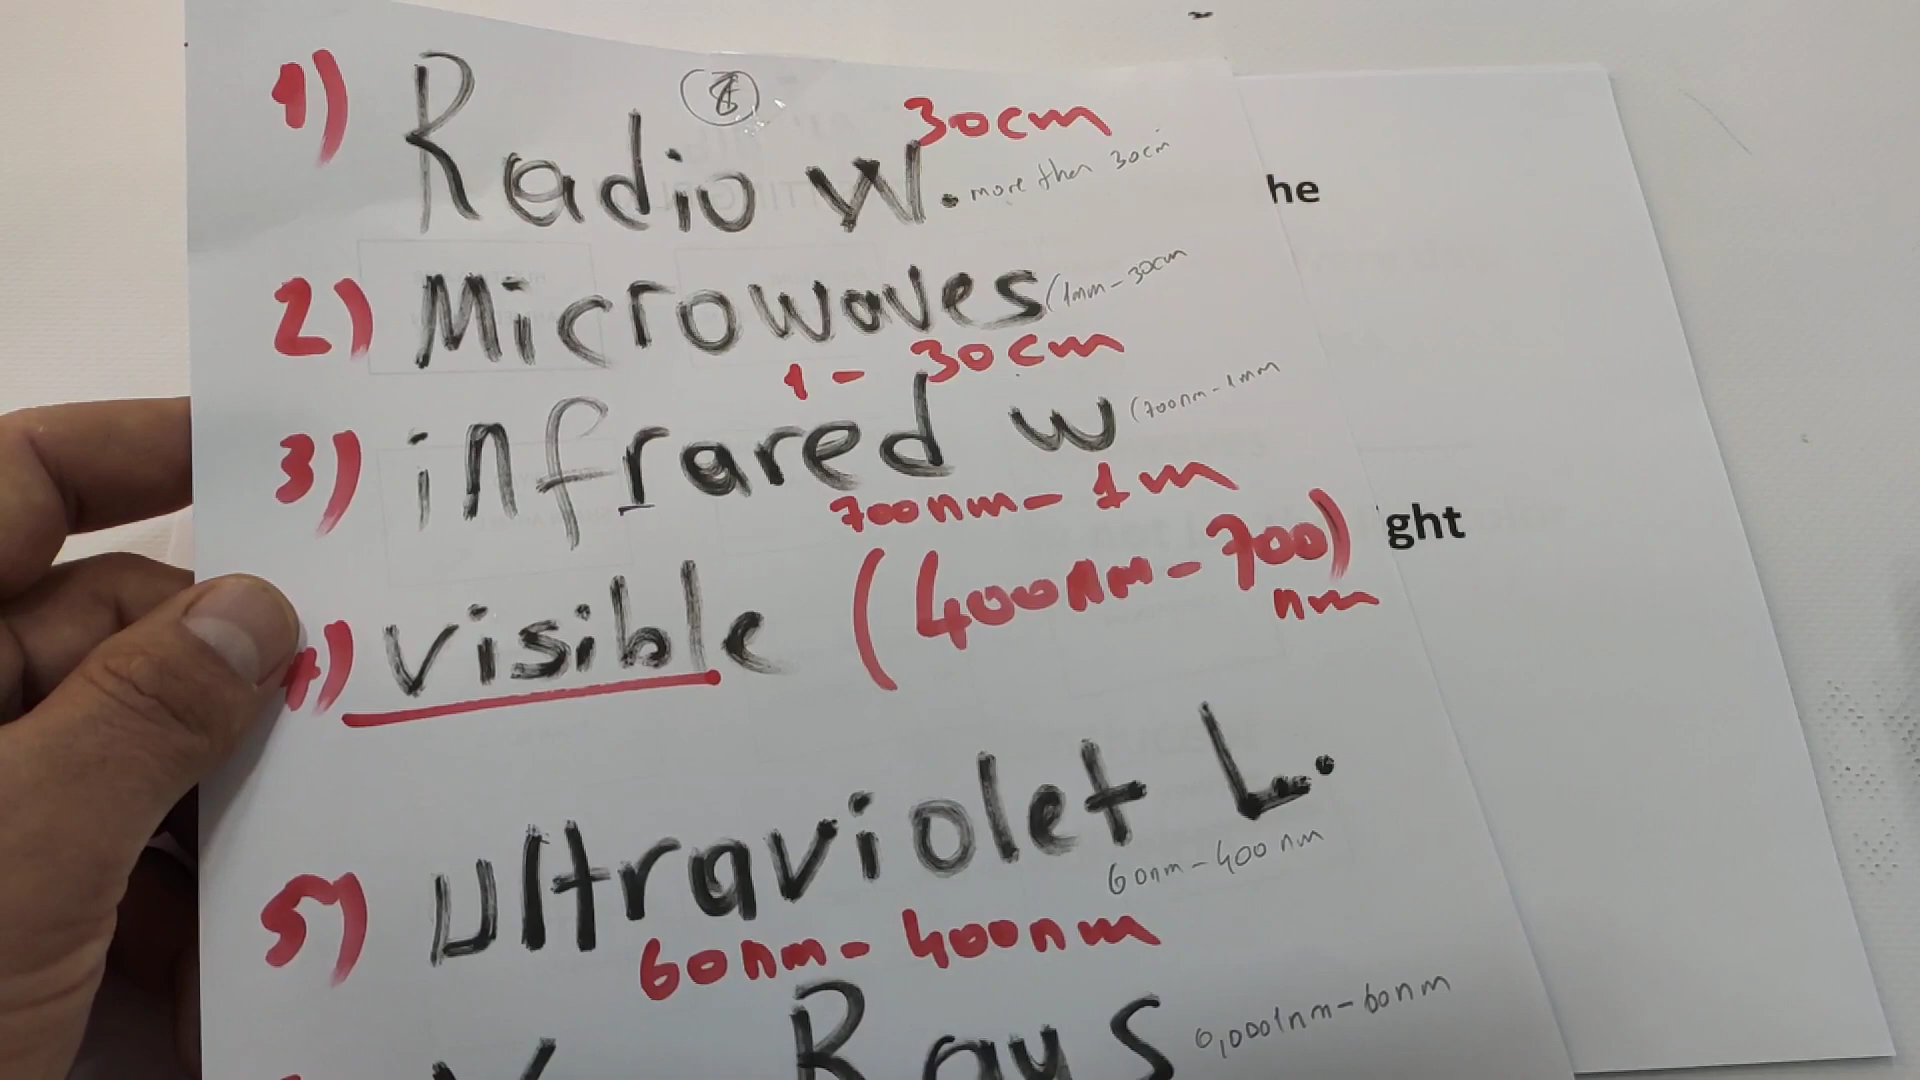 1) Radio w. 30cm
more then 30cm
2) Microwaves (1mm-30cm
1 - 30cm
3) infrared w (700nm-1mm
700nm- 1m
4) visible (400nm-700)
nm
5) Ultraviolet L.
60nm-400nm
60nm- 400nm
Rays 0,0001nm-60nm
he
ght